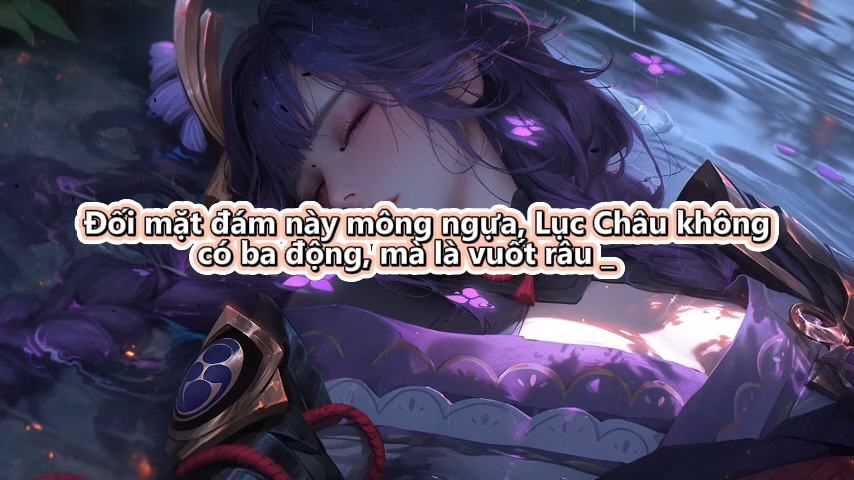 Đối mặt đám này mông ngựa, Lục Châu không
có ba động, mà là vuốt râu _